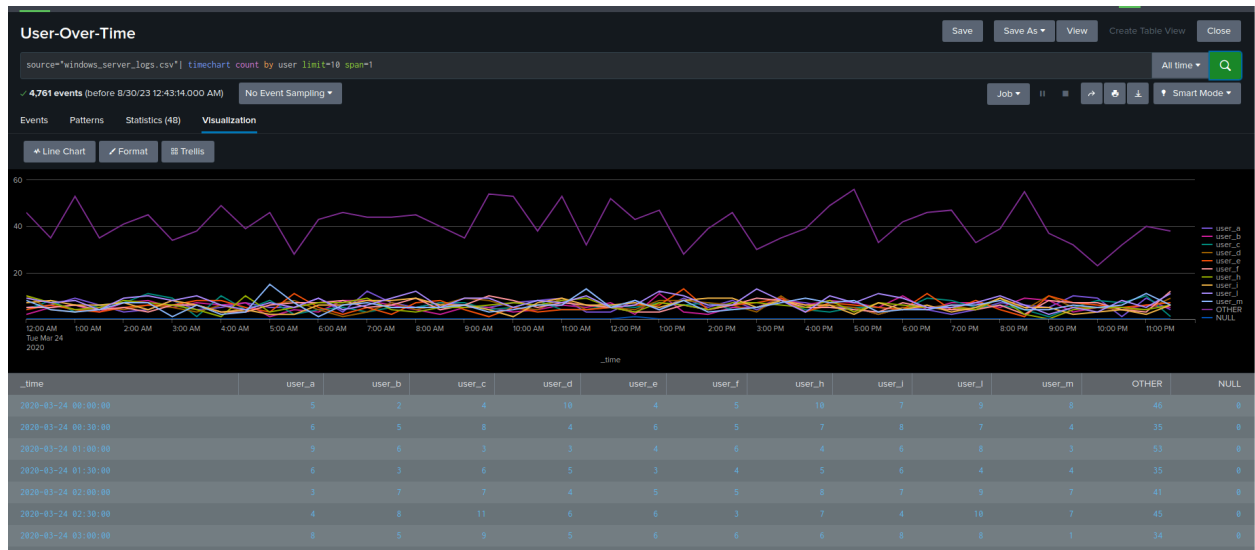 User-Over-Time
Save
Save As
View
Create Table View
Close
source="windows_server_logs.csv"| timechart count by user limit=10 span=1
All time
4,761 events (before 8/30/23 12:43:14.000 AM)
No Event Sampling
Job
Smart Mode
Events
Patterns
Statistics (48)
Visualization
Line Chart
Format
Trellis
60
40
20
user_a
user_b
user_c
user_d
user_e
user_f
user_h
user_i
user_l
user_m
OTHER
NULL
12:00 AM 1:00 AM 2:00 AM 3:00 AM 4:00 AM 5:00 AM 6:00 AM 7:00 AM 8:00 AM 9:00 AM 10:00 AM 11:00 AM 12:00 PM 1:00 PM 2:00 PM 3:00 PM 4:00 PM 5:00 PM 6:00 PM 7:00 PM 8:00 PM 9:00 PM 10:00 PM 11:00 PM
Tue Mar 24
2020
_time
_time user_a user_b user_c user_d user_e user_f user_h user_i user_l user_m OTHER NULL
2020-03-24 00:00:00 5 2 4 10 4 5 10 7 9 8 46 0
2020-03-24 00:30:00 6 5 8 4 6 5 7 8 7 4 35 0
2020-03-24 01:00:00 9 6 3 3 4 6 4 6 8 3 53 0
2020-03-24 01:30:00 6 3 6 5 3 4 5 6 4 4 35 0
2020-03-24 02:00:00 3 7 7 4 5 5 8 7 5 7 41 0
2020-03-24 02:30:00 4 8 11 6 6 3 7 4 10 7 45 0
2020-03-24 03:00:00 8 5 9 5 6 6 6 8 8 1 34 0